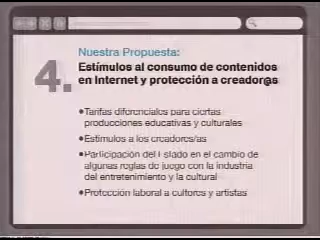 Nuestra Propuesta:
4.
Estímulos al consumo de contenidos
en Internet y protección a creador@s
•Tarifas diferenciales para ciertas
producciones educativas y culturales
•Estímulos a los creadores/as
•Participación del Estado en el cambio de
algunas reglas de juego con la industria
del entretenimiento y la cultural
•Protección laboral a cultores y artistas